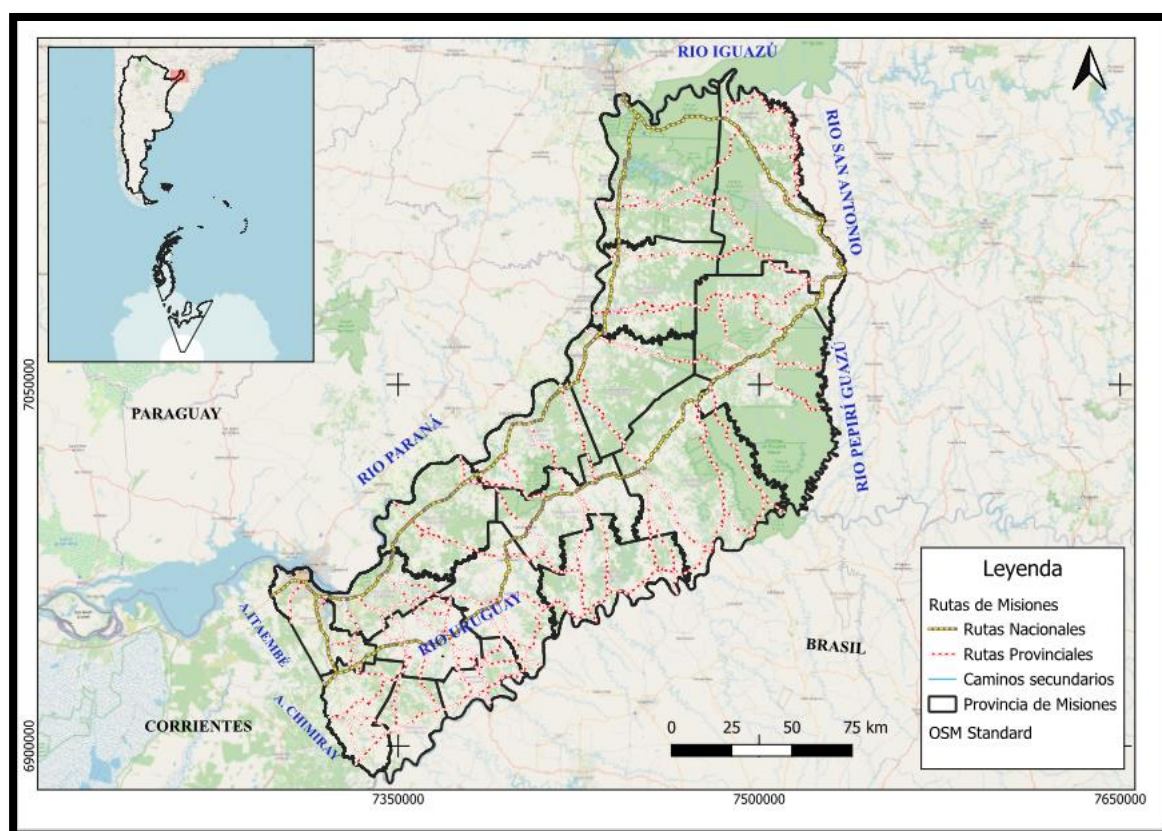 RIO IGUAZÚ
RIO SAN ANTONIO
RIO PEPIRÍ GUAZÚ
PARAGUAY
RIO PARANÁ
A.ITAEMBÉ
RIO URUGUAY
BRASIL
A. CHIMIRAY
CORRIENTES
Leyenda
Rutas de Misiones
Rutas Nacionales
Rutas Provinciales
Caminos secundarios
Provincia de Misiones
OSM Standard
0 25 50 75 km
7050000
6900000
7350000
7500000
7650000